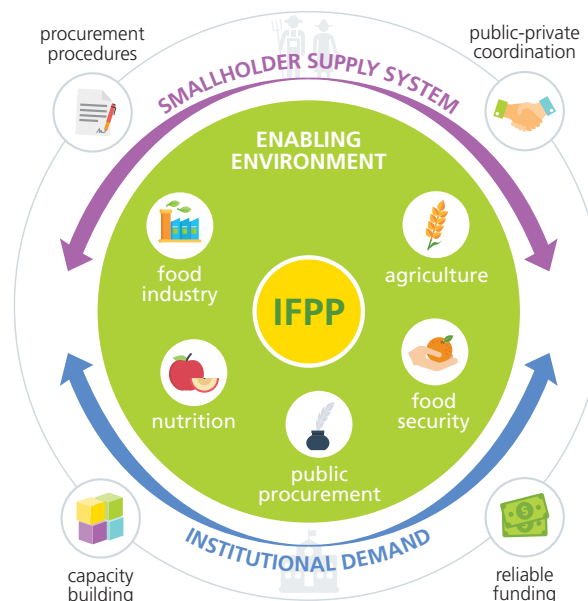 procurement
procedures
public-private
coordination
SMALLHOLDER SUPPLY SYSTEM
ENABLING
ENVIRONMENT
food
industry
agriculture
IFPP
nutrition
food
security
public
procurement
INSTITUTIONAL DEMAND
capacity
building
reliable
funding